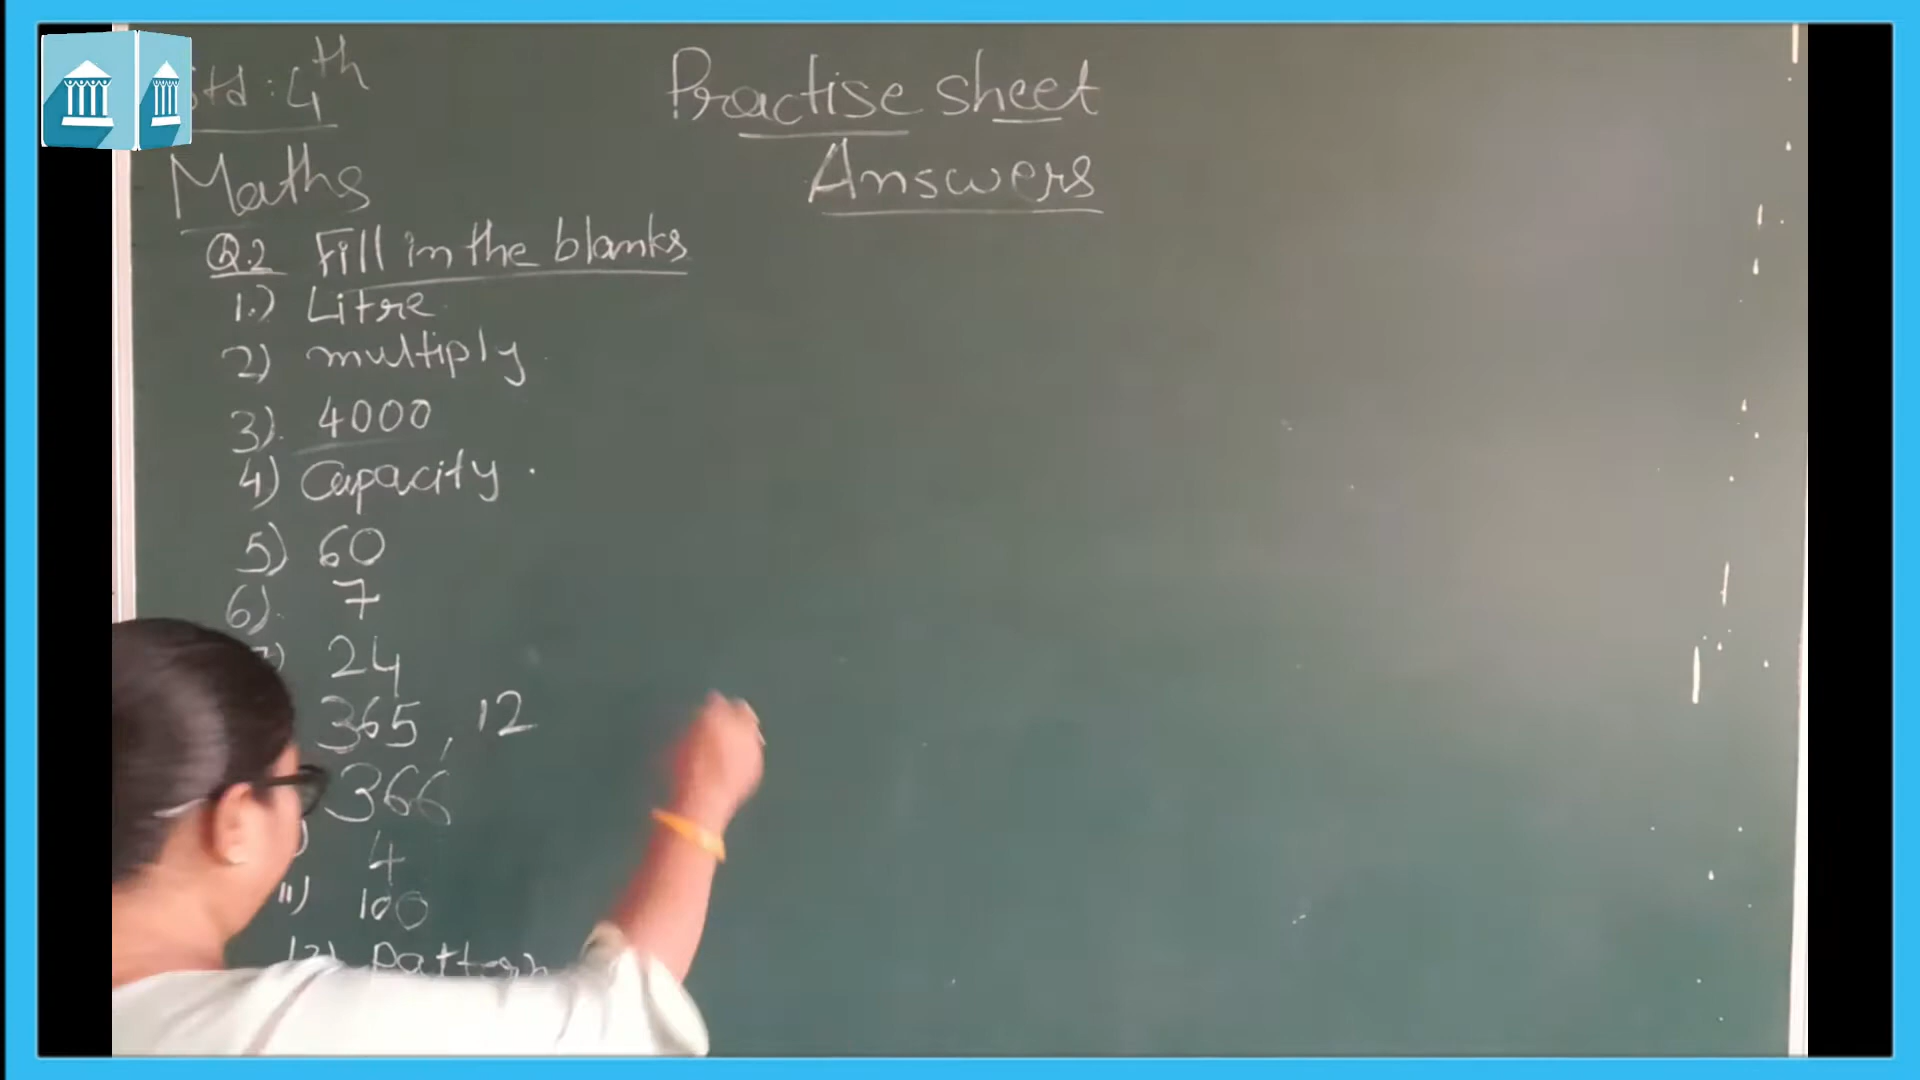 Std : 4th
Practise sheet
Answers
Maths
Q.2 Fill in the blanks
1.) Litre
2) multiply
3). 4000
4) Capacity.
5) 60
6). 7
7) 24
365, 12
366
) 4
11) 100
12) Pattern